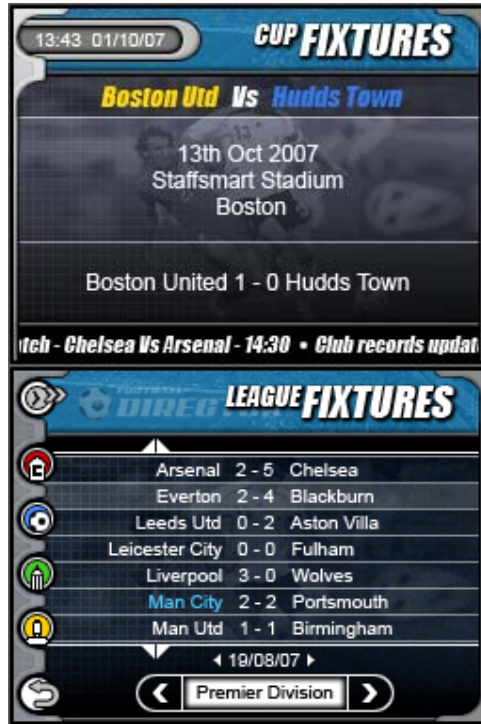 13:43 01/10/07
CUP FIXTURES
Boston Utd Vs Hudds Town
13th Oct 2007
Staffsmart Stadium
Boston
Boston United 1 - 0 Hudds Town
tch - Chelsea Vs Arsenal - 14:30 • Club records updat
FOOTBALL
DIRECT
LEAGUE FIXTURES
Arsenal 2 - 5 Chelsea
Everton 2 - 4 Blackburn
Leeds Utd 0 - 2 Aston Villa
Leicester City 0 - 0 Fulham
Liverpool 3 - 0 Wolves
Man City 2 - 2 Portsmouth
Man Utd 1 - 1 Birmingham
19/08/07
Premier Division